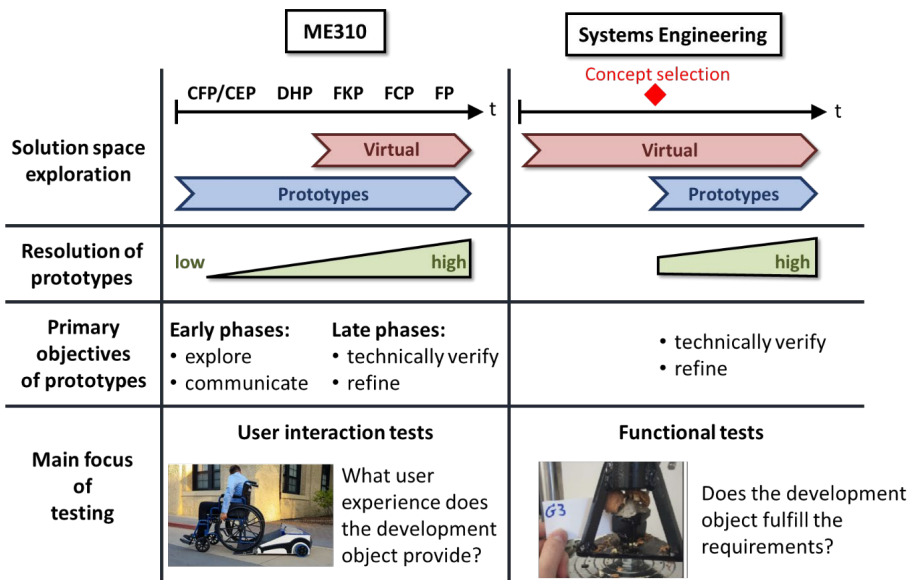 ME310
Systems Engineering
Concept selection
CFP/CEP DHP FKP FCP FP
t
t
Solution space
exploration
Virtual
Prototypes
Virtual
Prototypes
Resolution of
prototypes
low
high
high
Primary
objectives
of prototypes
Early phases:
• explore
• communicate
Late phases:
• technically verify
• refine
• technically verify
• refine
Main focus
of
testing
User interaction tests
What user
experience does
the development
object provide?
Functional tests
G3
Does the development
object fulfill the
requirements?